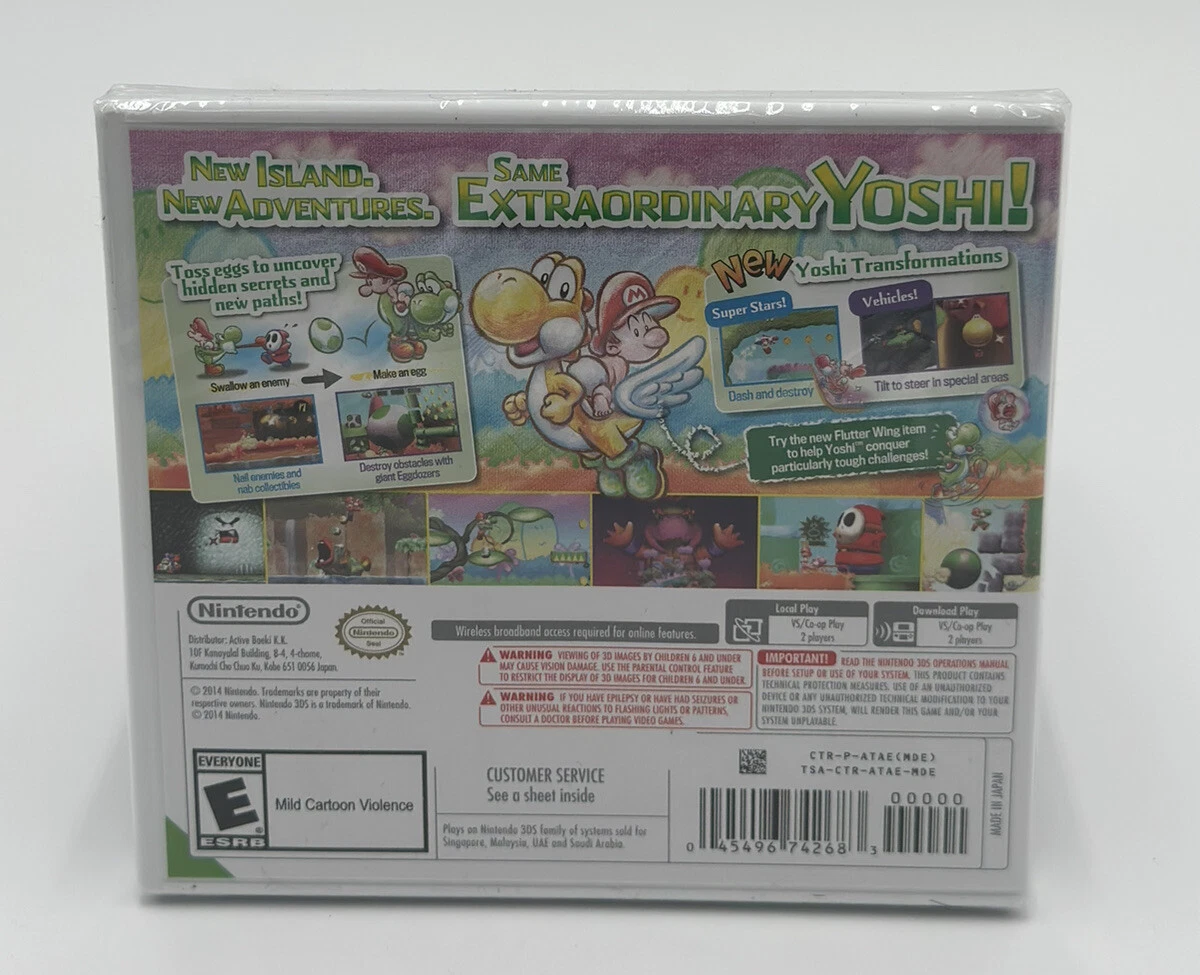 NEW ISLAND.
NEW ADVENTURES.
SAME
EXTRAORDINARY YOSHI!
Toss eggs to uncover
hidden secrets and
new paths!
Swallow an enemy
Make an egg
Nail enemies and
nab collectibles
Destroy obstacles with
giant Eggdozers
M
NEW Yoshi Transformations
Super Stars!
Vehicles!
Dash and destroy
Tilt to steer in special areas
Try the new Flutter Wing item
to help Yoshi™ conquer
particularly tough challenges!
Nintendo®
Distributor: Active Boeki K.K.
10F Kanayulal Building, 8-4, 4-chome,
Kumochi Cho Chuo Ku, Kobe 651 0056 Japan.
Official
Nintendo
Seal
© 2014 Nintendo. Trademarks are property of their
respective owners. Nintendo 3DS is a trademark of Nintendo.
© 2014 Nintendo.
Wireless broadband access required for online features.
Local Play
VS/Co-op Play
2 players
Download Play
VS/Co-op Play
2 players
WARNING VIEWING OF 3D IMAGES BY CHILDREN 6 AND UNDER
MAY CAUSE VISION DAMAGE. USE THE PARENTAL CONTROL FEATURE
TO RESTRICT THE DISPLAY OF 3D IMAGES FOR CHILDREN 6 AND UNDER.
WARNING IF YOU HAVE EPILEPSY OR HAVE HAD SEIZURES OR
OTHER UNUSUAL REACTIONS TO FLASHING LIGHTS OR PATTERNS,
CONSULT A DOCTOR BEFORE PLAYING VIDEO GAMES.
IMPORTANT! READ THE NINTENDO 3DS OPERATIONS MANUAL
BEFORE SETUP OR USE OF YOUR SYSTEM. THIS PRODUCT CONTAINS
TECHNICAL PROTECTION MEASURES. USE OF AN UNAUTHORIZED
DEVICE OR ANY UNAUTHORIZED TECHNICAL MODIFICATION TO YOUR
NINTENDO 3DS SYSTEM, WILL RENDER THIS GAME AND/OR YOUR
SYSTEM UNPLAYABLE.
EVERYONE
E
ESRB
Mild Cartoon Violence
CUSTOMER SERVICE
See a sheet inside
Plays on Nintendo 3DS family of systems sold for
Singapore, Malaysia, UAE and Saudi Arabia.
CTR-P-ATAE(MDE)
TSA-CTR-ATAE-MDE
00000
0 45496 74268 3
MADE IN JAPAN